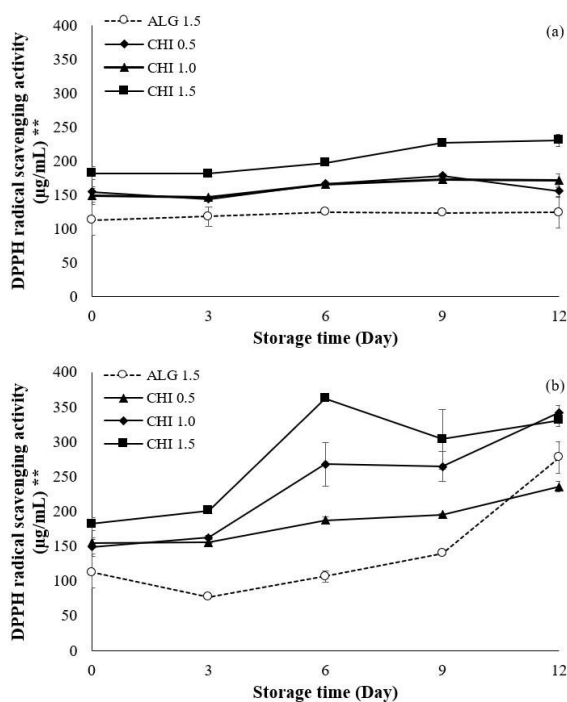 (a)
ALG 1.5
CHI 0.5
CHI 1.0
CHI 1.5
DPPH radical scavenging activity
(µg/mL) **
400
350
300
250
200
150
100
50
0
0 3 6 9 12
Storage time (Day)
(b)
ALG 1.5
CHI 0.5
CHI 1.0
CHI 1.5
DPPH radical scavenging activity
(µg/mL) **
400
350
300
250
200
150
100
50
0
0 3 6 9 12
Storage time (Day)